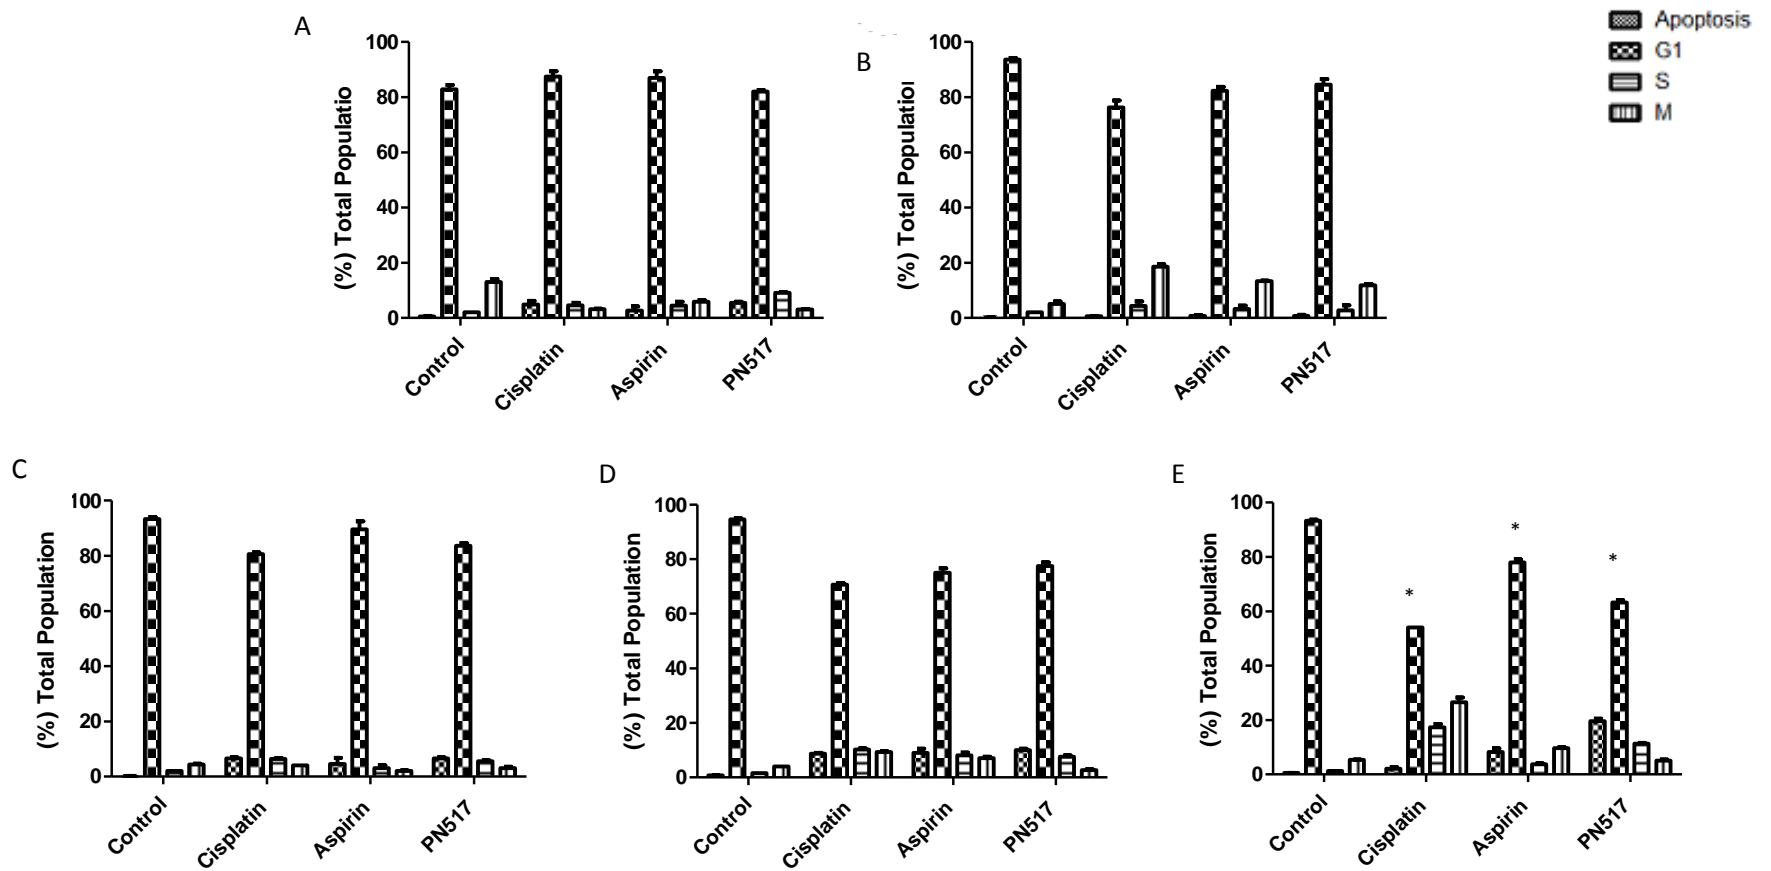 A
(%) Total Populatio
100
80
60
40
20
0
Control
Cisplatin
Aspirin
PN517
B
(%) Total Population
100
80
60
40
20
0
Control
Cisplatin
Aspirin
PN517
Apoptosis
G1
S
M
C
(%) Total Population
100
80
60
40
20
0
Control
Cisplatin
Aspirin
PN517
D
(%) Total Population
100
80
60
40
20
0
Control
Cisplatin
Aspirin
PN517
E
(%) Total Population
100
80
60
40
20
0
*
*
*
Control
Cisplatin
Aspirin
PN517